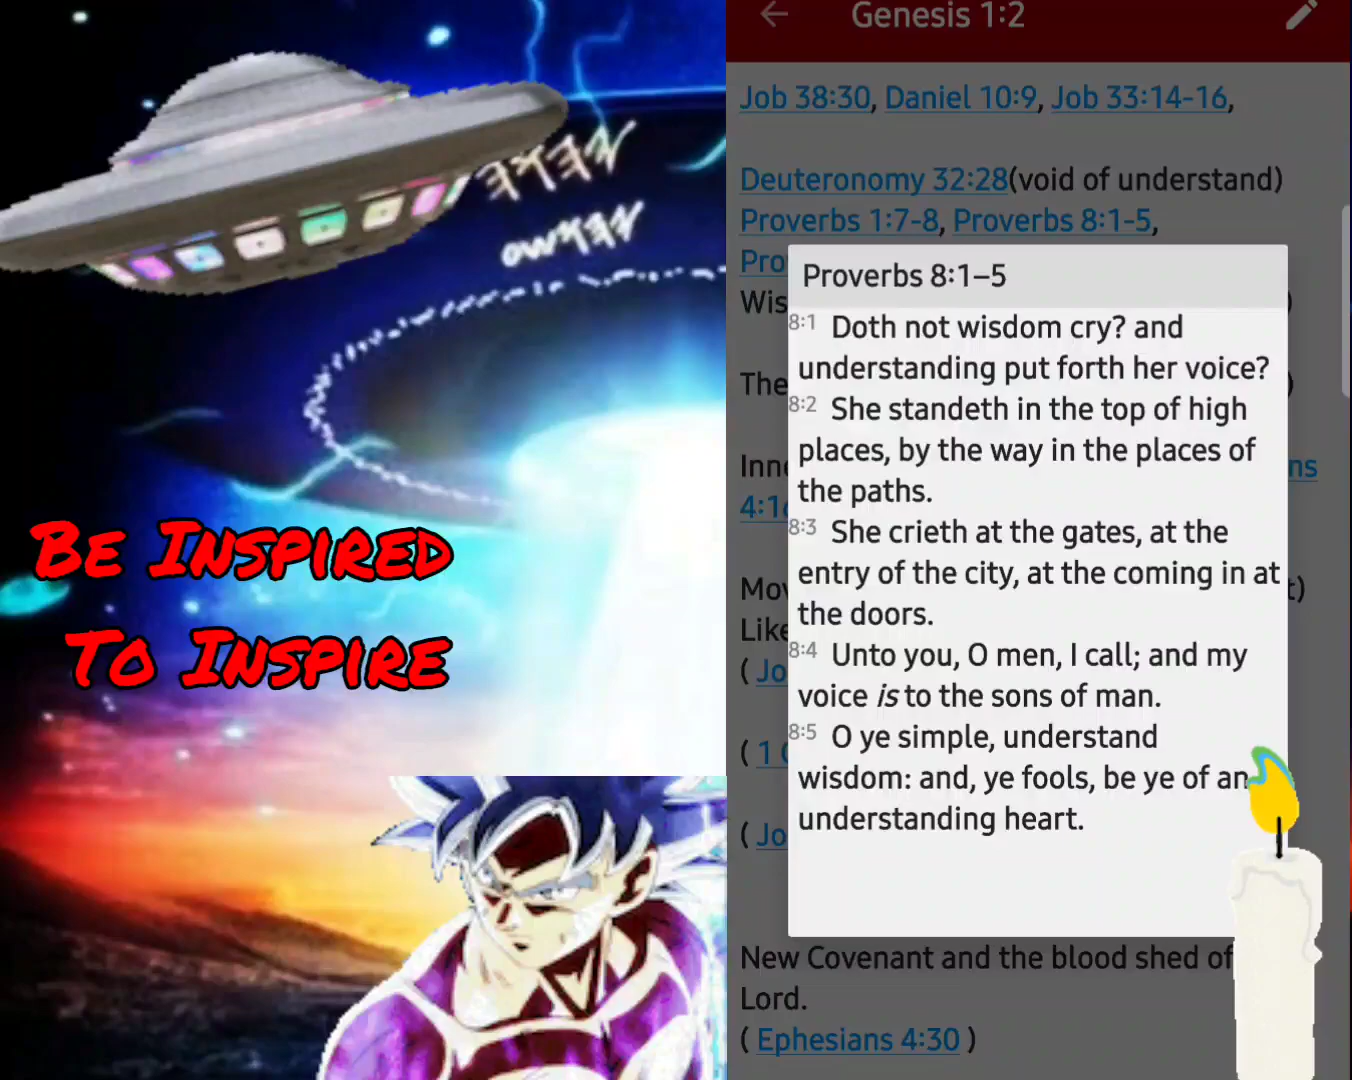 𐤉𐤄𐤅𐤄
𐤉𐤄𐤅𐤔𐤏
Be Inspired
To Inspire
Genesis 1:2
Job 38:30, Daniel 10:9, Job 33:14-16,
Deuteronomy 32:28(void of understand)
Proverbs 1:7-8, Proverbs 8:1-5,
Proverbs 8:1–5
8:1 Doth not wisdom cry? and
understanding put forth her voice?
8:2 She standeth in the top of high
places, by the way in the places of
the paths.
8:3 She crieth at the gates, at the
entry of the city, at the coming in at
the doors.
8:4 Unto you, O men, I call; and my
voice is to the sons of man.
8:5 O ye simple, understand
wisdom: and, ye fools, be ye of an
understanding heart.
New Covenant and the blood shed of
Lord.
( Ephesians 4:30 )